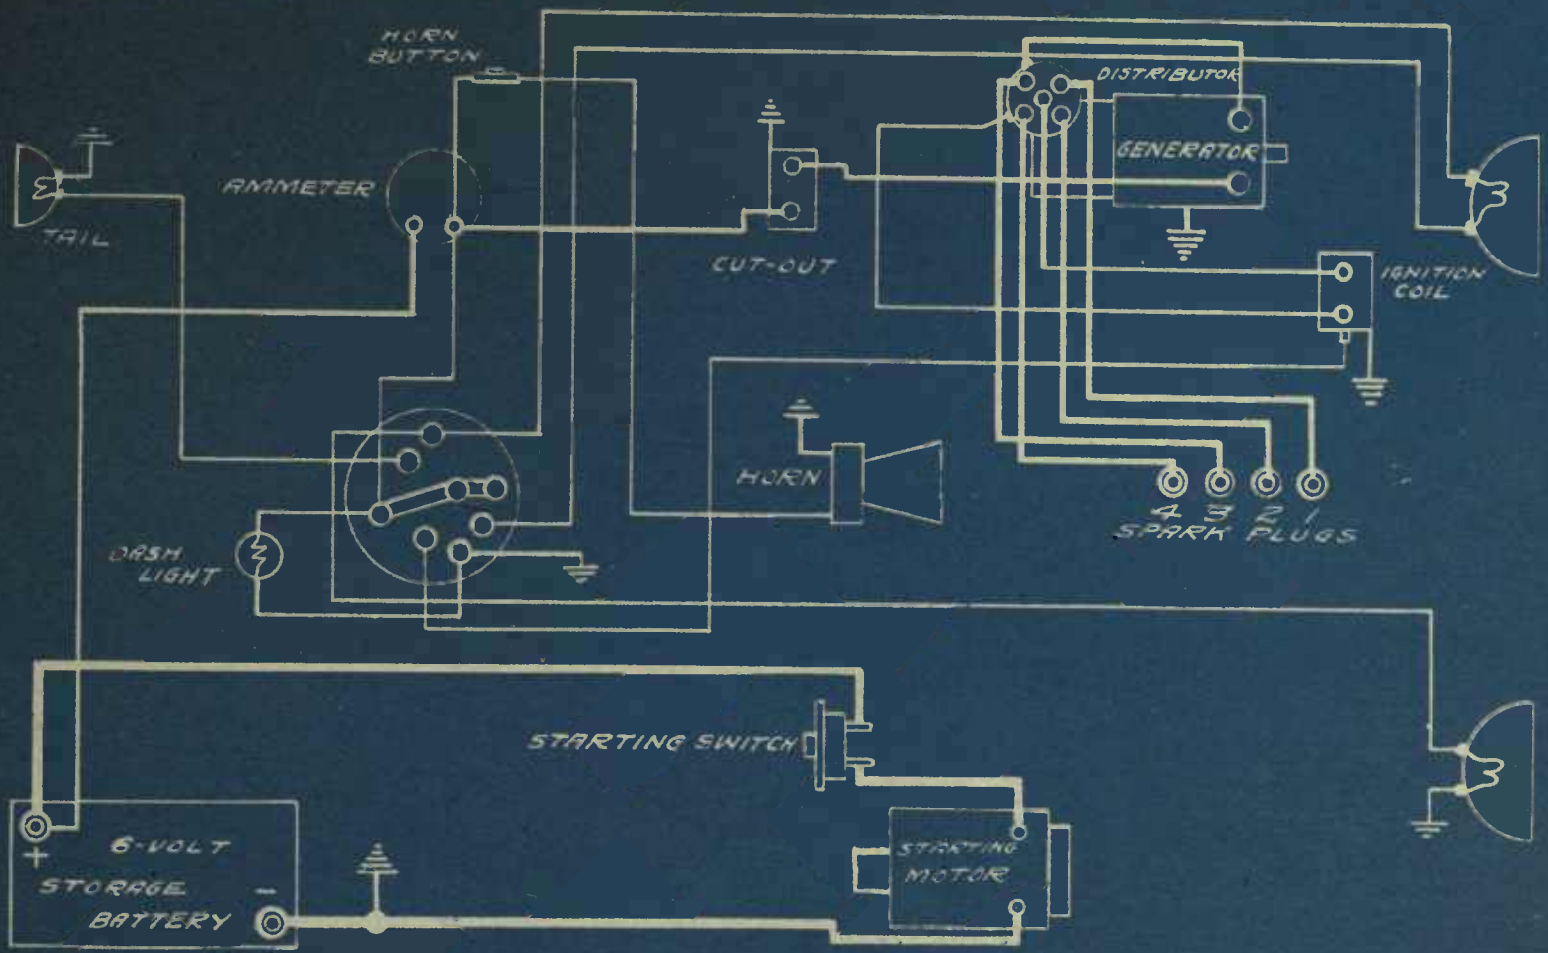 HORN
BUTTON
DISTRIBUTOR
GENERATOR
AMMETER
TAIL
CUT-OUT
IGNITION
COIL
HORN
4 3 2 1
SPARK PLUGS
DASH
LIGHT
STARTING SWITCH
6-VOLT
+
STORAGE
-
BATTERY
STARTING
MOTOR